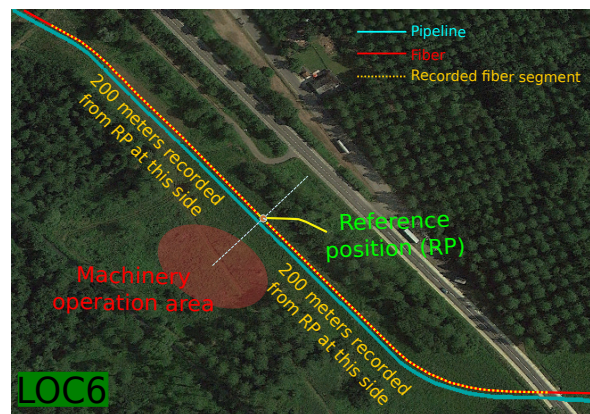 Pipeline
Fiber
Recorded fiber segment
200 meters recorded
from RP at this side
Reference
position (RP)
Machinery
operation area
200 meters recorded
from RP at this side
LOC6